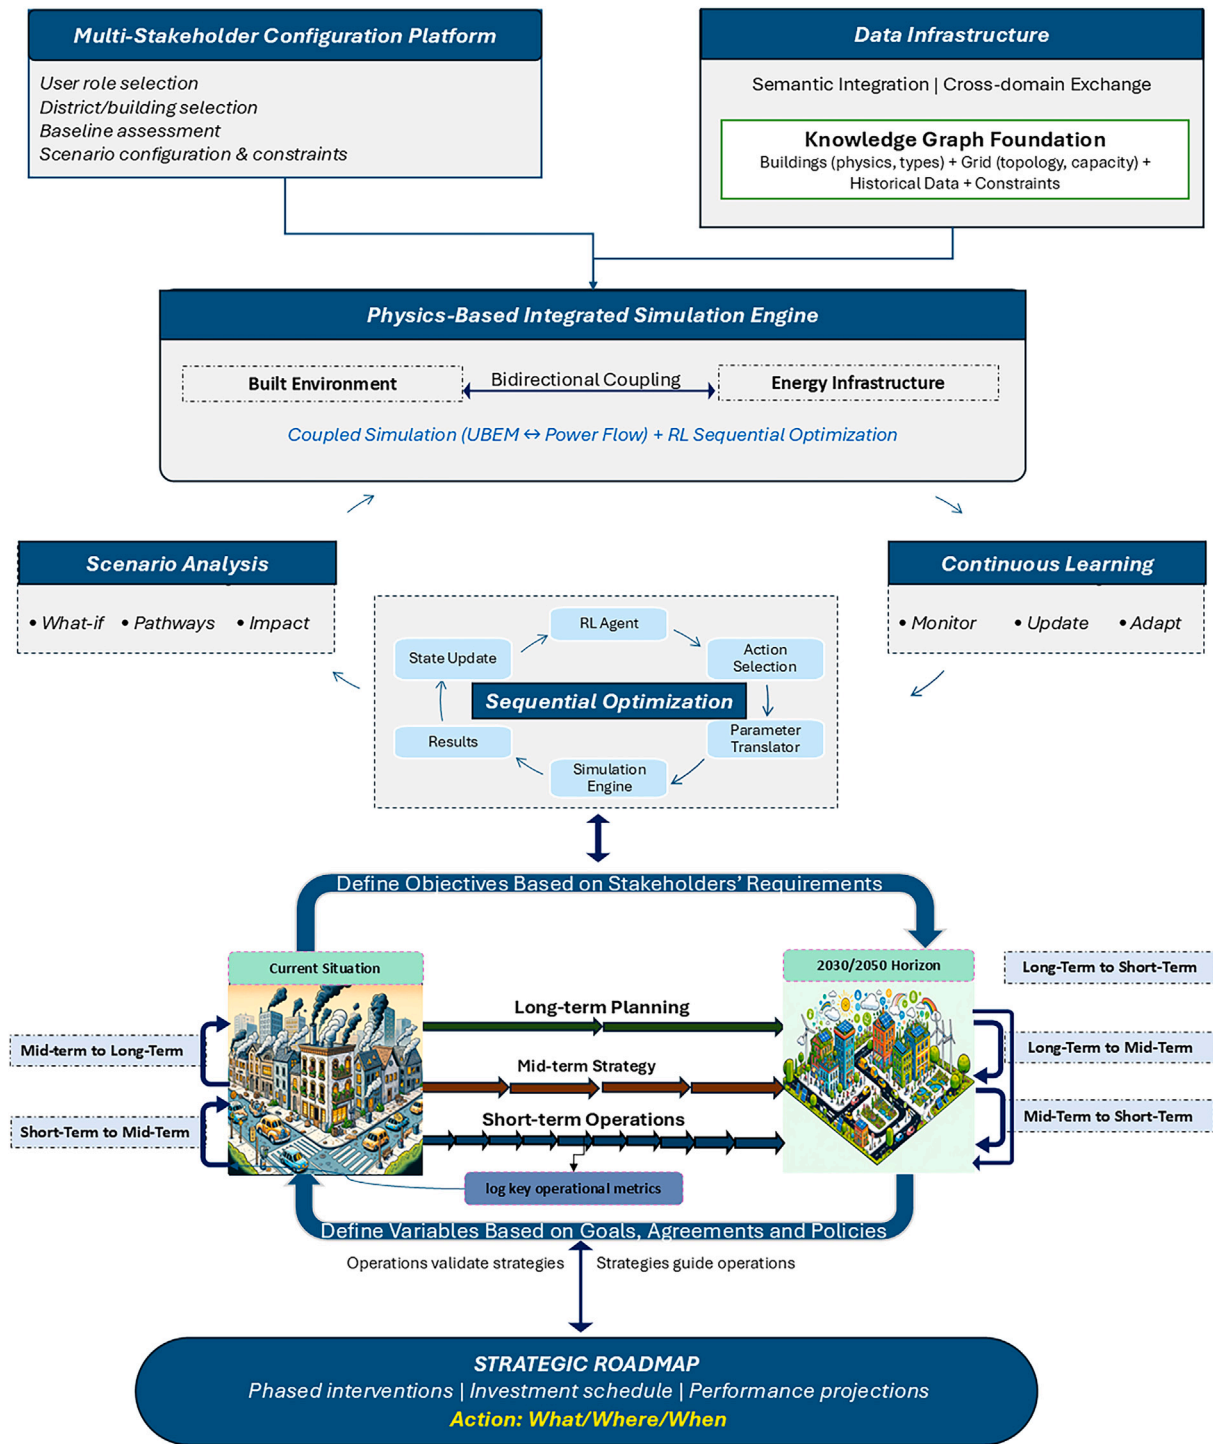 Multi-Stakeholder Configuration Platform
User role selection
District/building selection
Baseline assessment
Scenario configuration & constraints
Data Infrastructure
Semantic Integration | Cross-domain Exchange
Knowledge Graph Foundation
Buildings (physics, types) + Grid (topology, capacity) +
Historical Data + Constraints
Physics-Based Integrated Simulation Engine
Built Environment
Bidirectional Coupling
Energy Infrastructure
Coupled Simulation (UBEM ↔ Power Flow) + RL Sequential Optimization
Scenario Analysis
• What-if • Pathways • Impact
Continuous Learning
• Monitor • Update • Adapt
RL Agent
State Update
Action
Selection
Sequential Optimization
Results
Parameter
Translator
Simulation
Engine
Define Objectives Based on Stakeholders' Requirements
Current Situation
2030/2050 Horizon
Long-Term to Short-Term
Long-term Planning
Mid-term to Long-Term
Long-Term to Mid-Term
Mid-term Strategy
Short-Term to Mid-Term
Short-term Operations
Mid-Term to Short-Term
log key operational metrics
Define Variables Based on Goals, Agreements and Policies
Operations validate strategies
Strategies guide operations
STRATEGIC ROADMAP
Phased interventions | Investment schedule | Performance projections
Action: What/Where/When